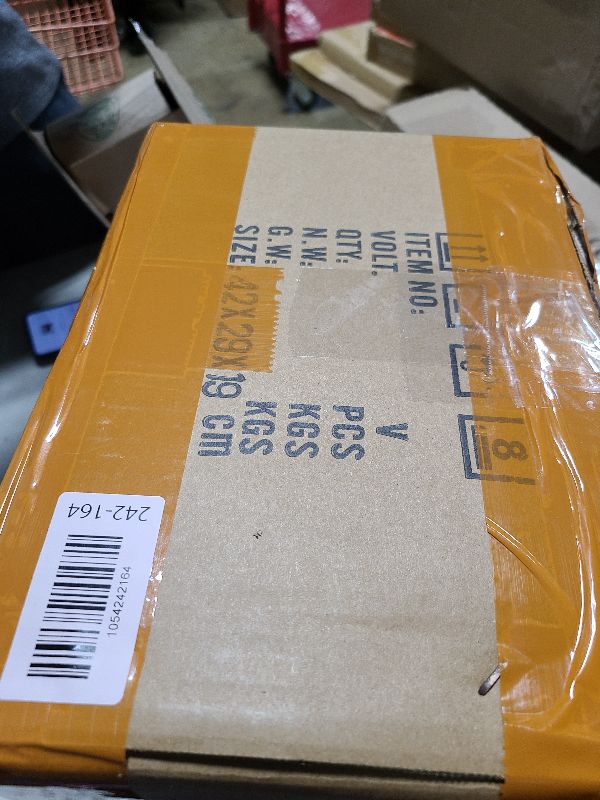 8
ITEM NO:
VOLT. V
QTY.: PCS
N.W.: KGS
G.W.: KGS
SIZE: 42X29X19 cm
242-164
1054242164